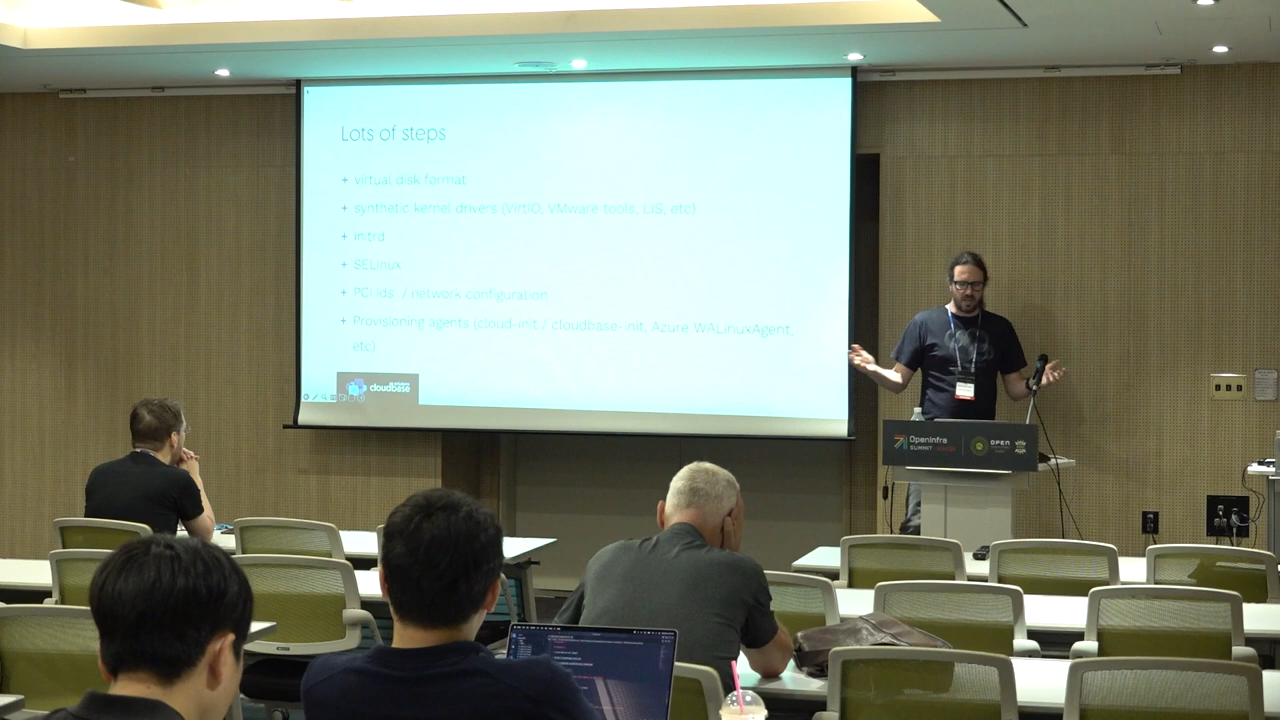 Lots of steps
+ virtual disk format
+ synthetic kernel drivers (VirtIO, VMware tools, LIS, etc)
+ initrd
+ SELinux
+ PCI ids / network configuration
+ Provisioning agents (cloud-init / cloudbase-init, Azure WALinuxAgent,
etc)
cloudbase
OpenInfra
SUMMIT
OPEN